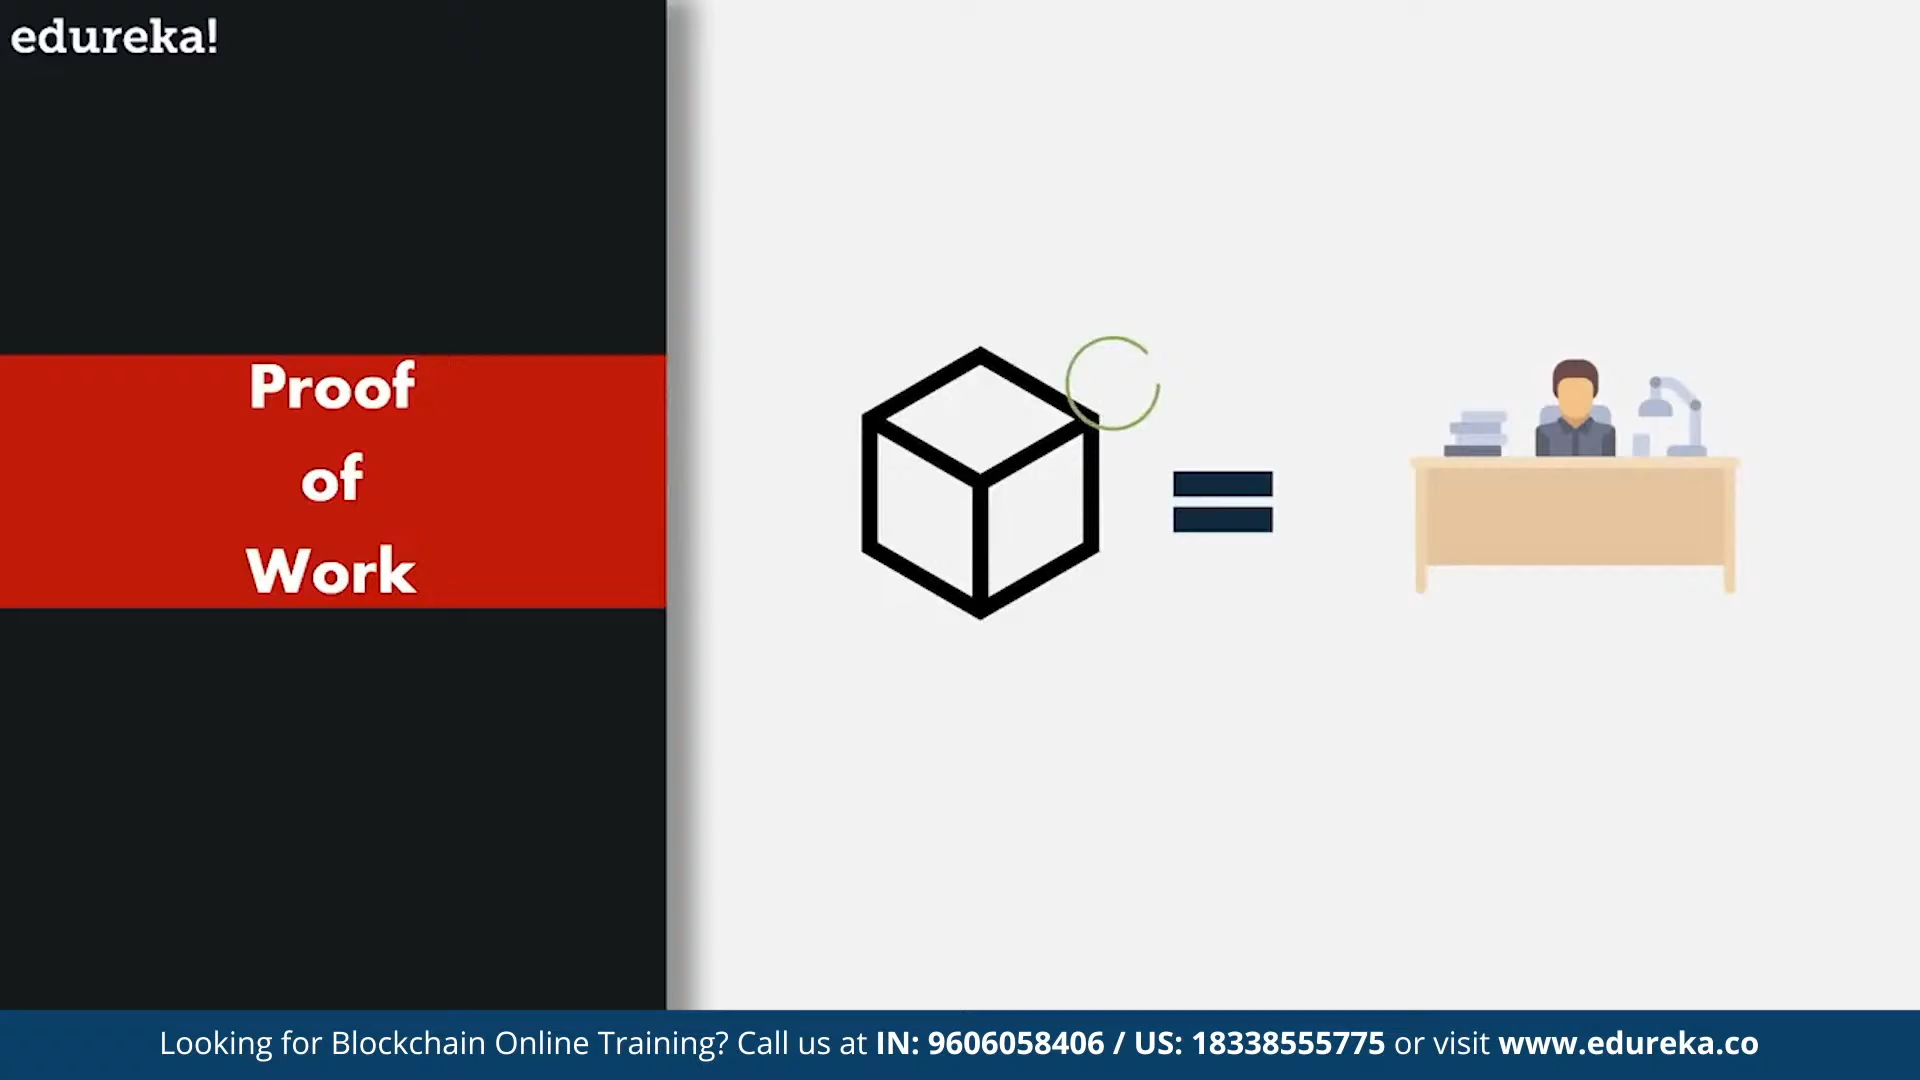 edureka!
Proof
of
Work
Looking for Blockchain Online Training? Call us at IN: 9606058406 / US: 18338555775 or visit www.edureka.co